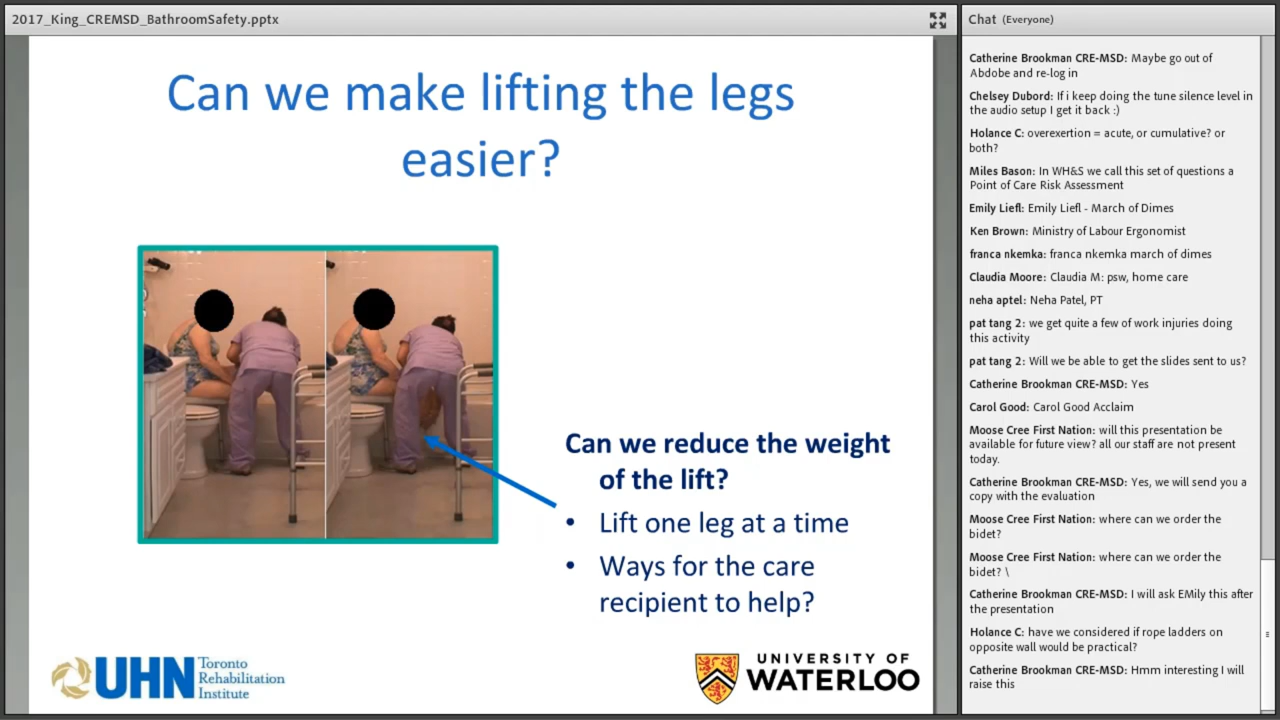 2017_King_CREMSD_BathroomSafety.pptx
Can we make lifting the legs
easier?
Can we reduce the weight
of the lift?
• Lift one leg at a time
• Ways for the care
recipient to help?
UHN Toronto
Rehabilitation
Institute
UNIVERSITY OF
WATERLOO
Chat (Everyone)
Catherine Brookman CRE-MSD: Maybe go out of
Abdobe and re-log in
Chelsey Dubord: If i keep doing the tune silence level in
the audio setup I get it back :)
Holance C: overexertion = acute, or cumulative? or
both?
Miles Bason: In WH&S we call this set of questions a
Point of Care Risk Assessment
Emily Liefl: Emily Liefl - March of Dimes
Ken Brown: Ministry of Labour Ergonomist
franca nkemka: franca nkemka march of dimes
Claudia Moore: Claudia M: psw, home care
neha aptel: Neha Patel, PT
pat tang 2: we get quite a few of work injuries doing
this activity
pat tang 2: Will we be able to get the slides sent to us?
Catherine Brookman CRE-MSD: Yes
Carol Good: Carol Good Acclaim
Moose Cree First Nation: will this presentation be
available for future view? all our staff are not present
today.
Catherine Brookman CRE-MSD: Yes, we will send you a
copy with the evaluation
Moose Cree First Nation: where can we order the
bidet?
Moose Cree First Nation: where can we order the
bidet? \
Catherine Brookman CRE-MSD: I will ask EMily this after
the presentation
Holance C: have we considered if rope ladders on
opposite wall would be practical?
Catherine Brookman CRE-MSD: Hmm interesting I will
raise this